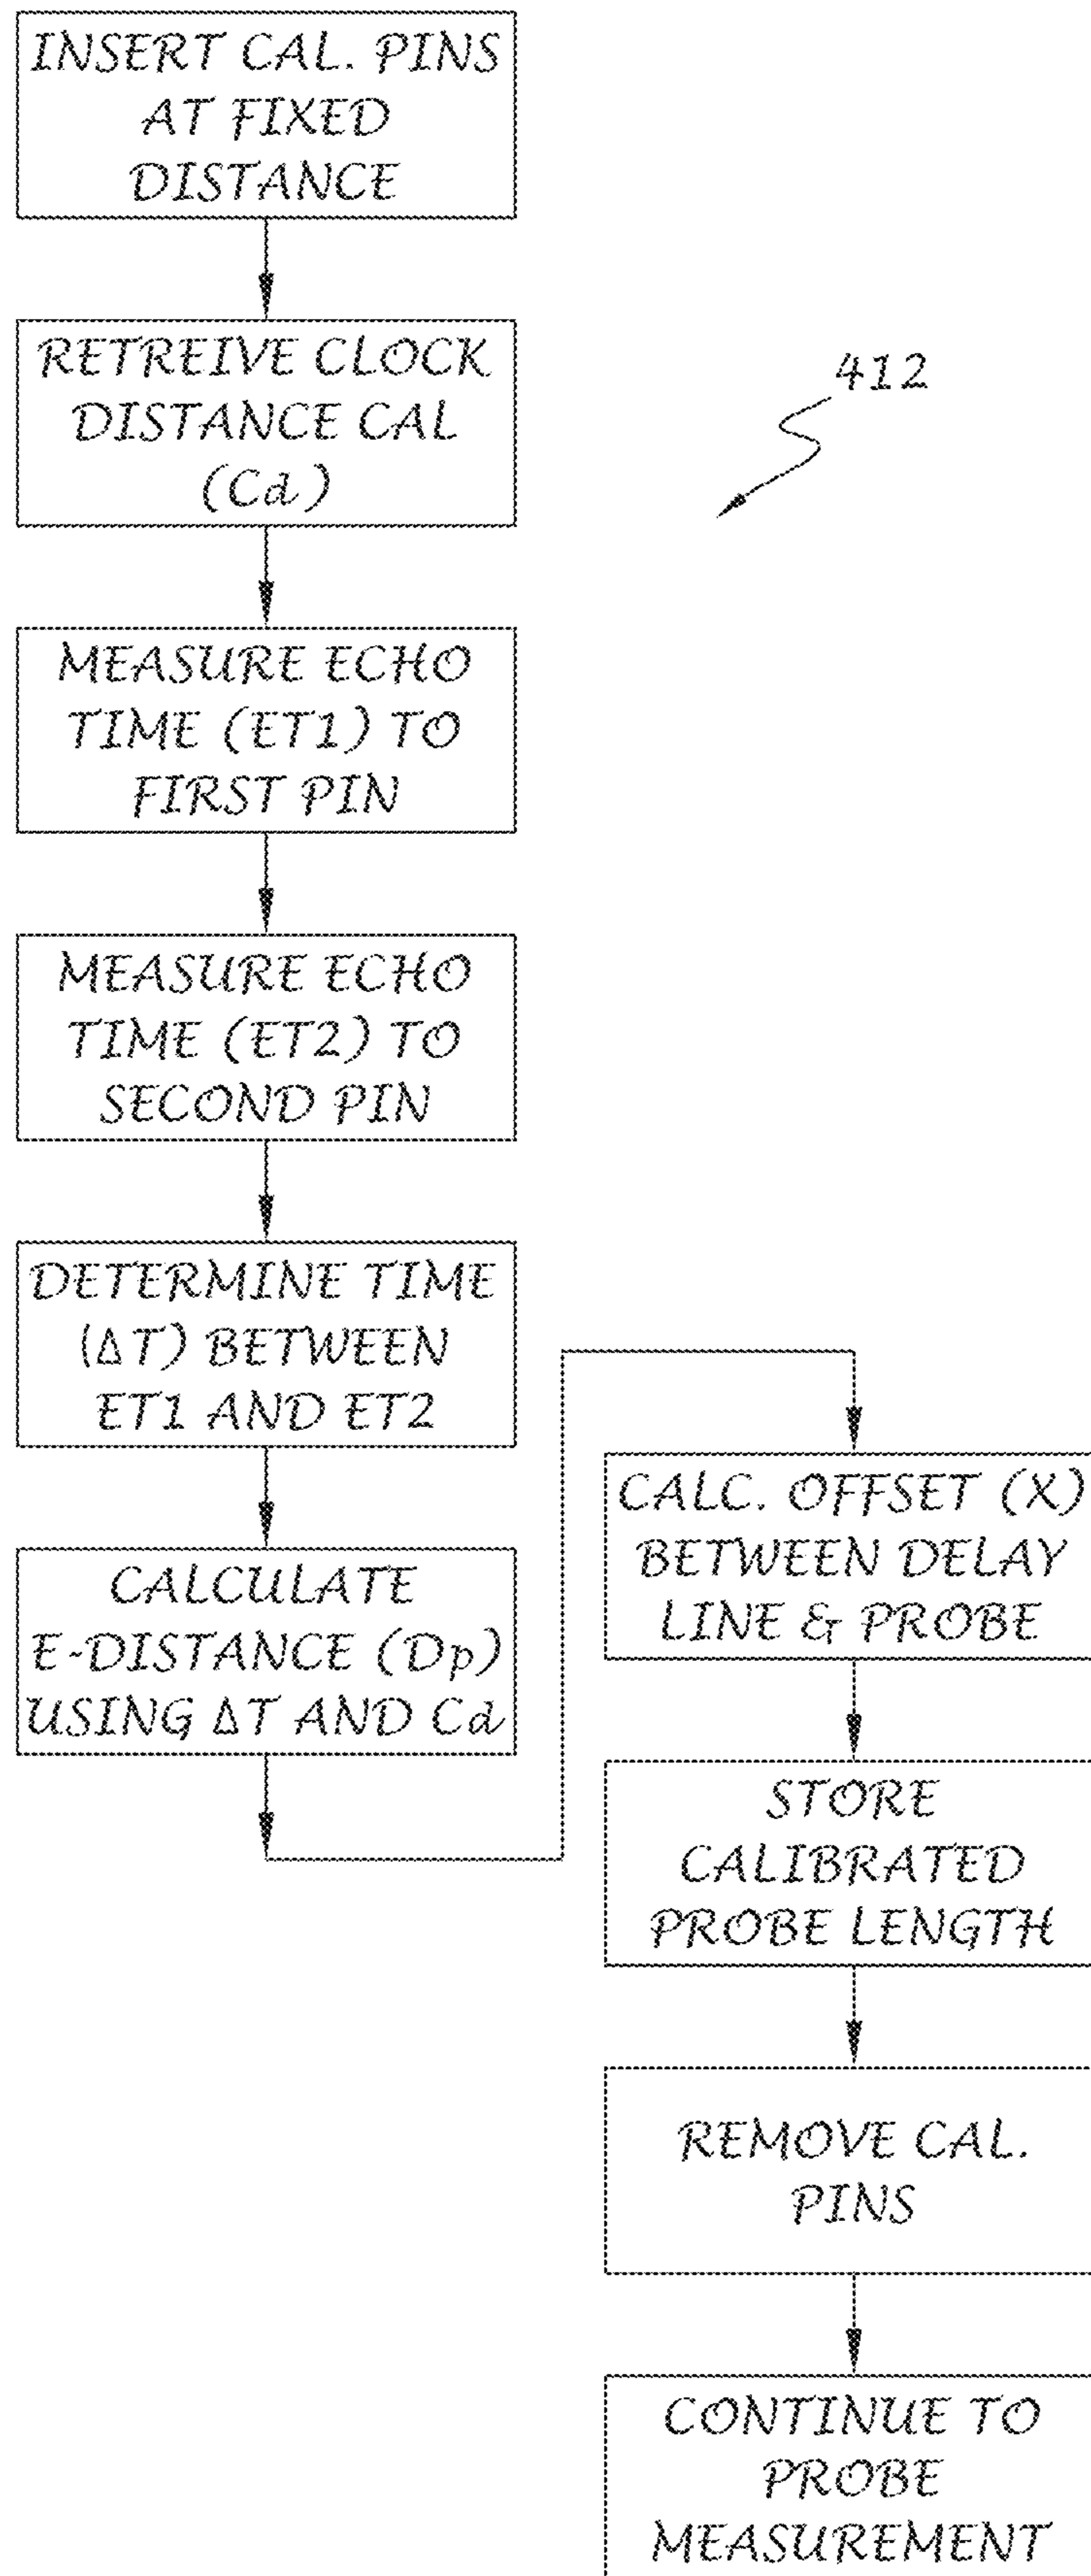 INSERT CAL. PINS
AT FIXED
DISTANCE
RETREIVE CLOCK
DISTANCE CAL
(Cd)
412
MEASURE ECHO
TIME (ET1) TO
FIRST PIN
MEASURE ECHO
TIME (ET2) TO
SECOND PIN
DETERMINE TIME
(ΔT) BETWEEN
ET1 AND ET2
CALCULATE
E-DISTANCE (Dp)
USING ΔT AND Cd
CALC. OFFSET (X)
BETWEEN DELAY
LINE & PROBE
STORE
CALIBRATED
PROBE LENGTH
REMOVE CAL.
PINS
CONTINUE TO
PROBE
MEASUREMENT